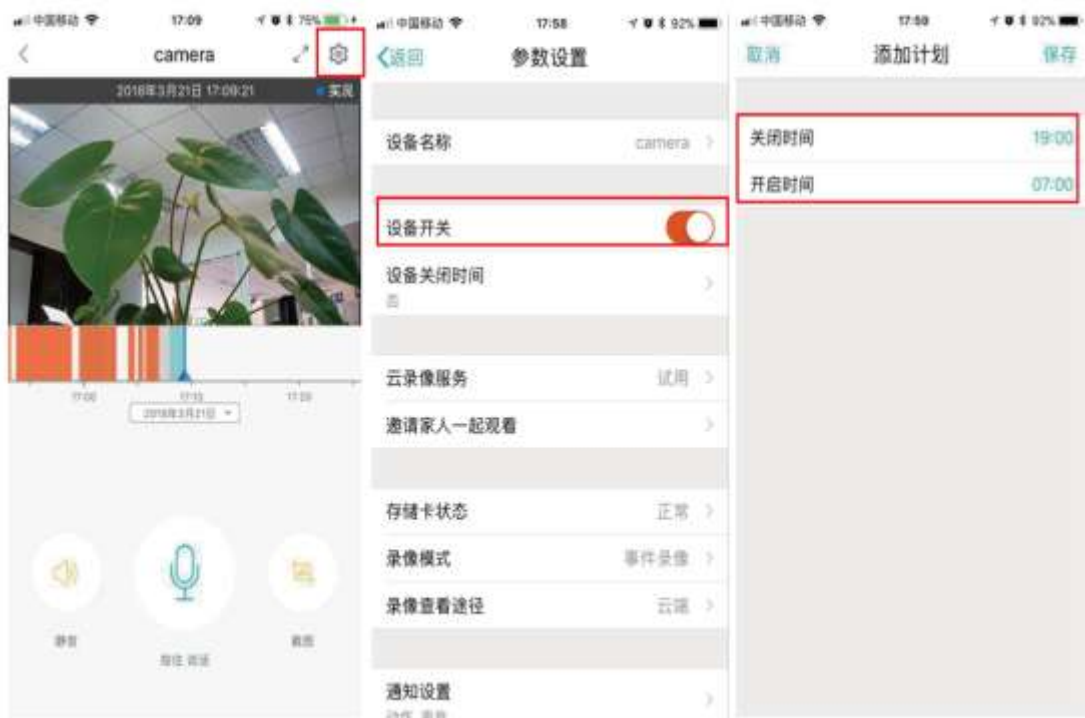 中国移动 17:09 75%
camera
2018年3月21日 17:09:21 实况
17:00 17:10 17:20
2018年3月21日
静音
按住 说话
截图
中国移动 17:58 92%
返回 参数设置
设备名称 camera
设备开关
设备关闭时间
否
云录像服务 试用
邀请家人一起观看
存储卡状态 正常
录像模式 事件录像
录像查看途径 云端
通知设置
中国移动 17:59 92%
取消 添加计划 保存
关闭时间 19:00
开启时间 07:00